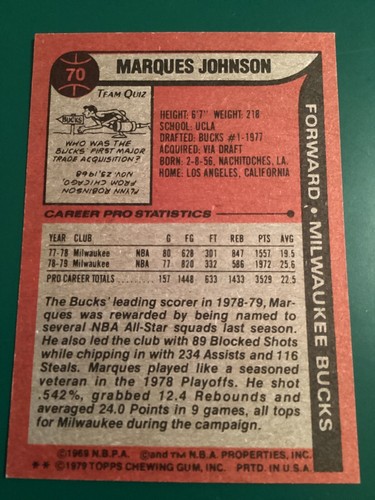 70
MARQUES JOHNSON
TEAM QUIZ
BUCKS
WHO WAS THE
BUCKS' FIRST MAJOR
TRADE ACQUISITION?
FLYNN ROBINSON
FROM CHICAGO,
NOV. 23, 1968
HEIGHT: 6'7" WEIGHT: 218
SCHOOL: UCLA
DRAFTED: BUCKS #1-1977
ACQUIRED: VIA DRAFT
BORN: 2-8-56, NACHITOCHES, LA.
HOME: LOS ANGELES, CALIFORNIA
FORWARD • MILWAUKEE BUCKS
CAREER PRO STATISTICS
YEAR CLUB G FG FT REB PTS AVG
77-78 Milwaukee NBA 80 628 301 847 1557 19.5
78-79 Milwaukee NBA 77 820 332 586 1972 25.6
PRO CAREER TOTALS 157 1448 633 1433 3529 22.5
The Bucks' leading scorer in 1978-79, Mar-
ques was rewarded by being named to
several NBA All-Star squads last season.
He also led the club with 89 Blocked Shots
while chipping in with 234 Assists and 116
Steals. Marques played like a seasoned
veteran in the 1978 Playoffs. He shot
.542%, grabbed 12.4 Rebounds and
averaged 24.0 Points in 9 games, all tops
for Milwaukee during the campaign.
©1968 N.B.P.A. ©and TM N.B.A. PROPERTIES, INC.
** ©1979 TOPPS CHEWING GUM, INC. PRTD. IN U.S.A.